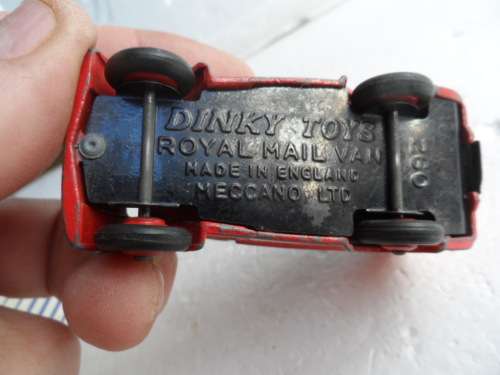 DINKY TOYS
ROYAL MAIL VAN
MADE IN ENGLAND
MECCANO LTD
260